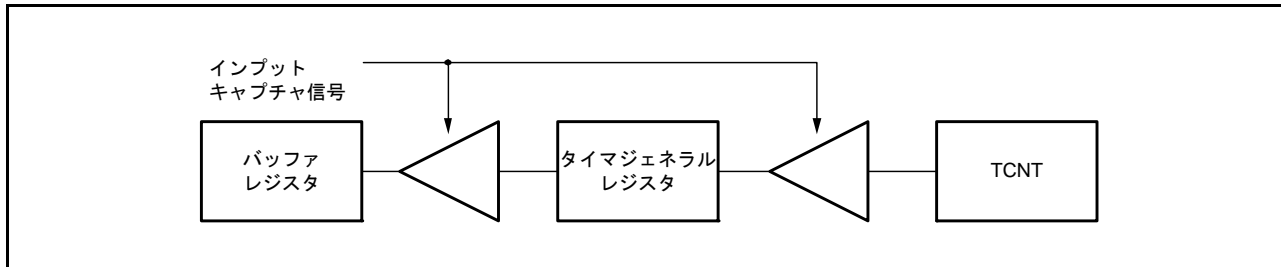 インプット
キャプチャ信号
バッファ
レジスタ
タイマジェネラル
レジスタ
TCNT